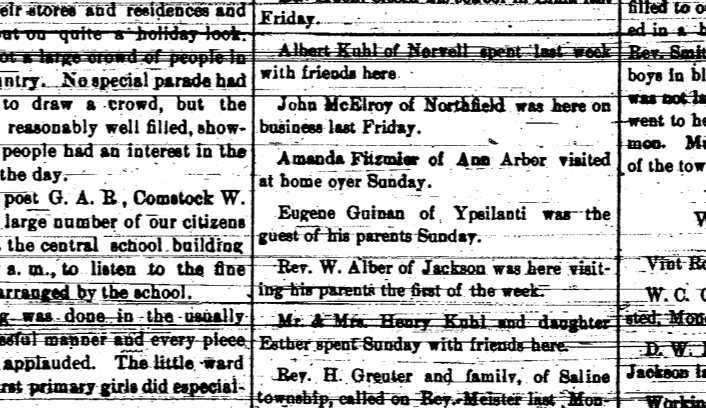 eir stores and residences and
out on quite a holiday look.
ot a large crowd of people in
ntry. No special parade had
to draw a crowd, but the
reasonably well filled, show-
people had an interest in the
the day.
post G. A. R, Comstock W.
large number of our citizens
the central school building
a. m., to listen to the fine
arranged by the school.
g was done in the usually
ssful manner and every piece
applauded. The little ward
rst primary girls did especial-
Friday.
Albert Kuhl of Norvell spent last week
with friends here
John McElroy of Northfield was here on
business last Friday.
Amanda Fitzmier of Ann Arbor visited
at home over Sunday.
Eugene Guinan of Ypsilanti was the
guest of his parents Sunday.
Rev. W. Alber of Jackson was here visit-
ing his parents the first of the week.
Mr. & Mrs. Henry Kuhl and daughter
Esther spent Sunday with friends here.
Rev. H. Greuter and family, of Saline
township, called on Rev. Meister last Mon-
filled to o
ed in a b
Rev. Smit
boys in bl
was not la
went to he
mon. Mi
of the tow
Vint Ro
W. C. C
sted, Mon
D. W. 
Jackson la
Workin